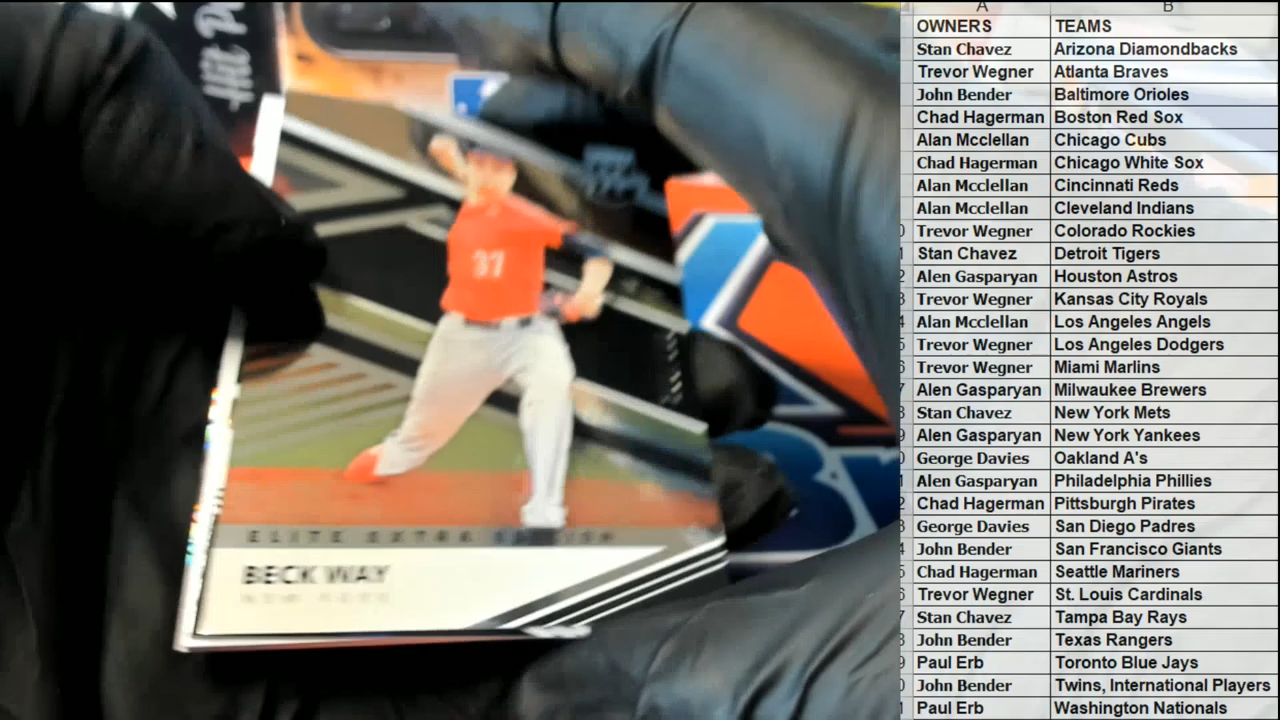 Hit P
37
ELITE EXTRA EDITION
BECK WAY
NEW YORK
A B
OWNERS TEAMS
Stan Chavez Arizona Diamondbacks
Trevor Wegner Atlanta Braves
John Bender Baltimore Orioles
Chad Hagerman Boston Red Sox
Alan Mcclellan Chicago Cubs
Chad Hagerman Chicago White Sox
Alan Mcclellan Cincinnati Reds
Alan Mcclellan Cleveland Indians
Trevor Wegner Colorado Rockies
Stan Chavez Detroit Tigers
Alen Gasparyan Houston Astros
Trevor Wegner Kansas City Royals
Alan Mcclellan Los Angeles Angels
Trevor Wegner Los Angeles Dodgers
Trevor Wegner Miami Marlins
Alen Gasparyan Milwaukee Brewers
Stan Chavez New York Mets
Alen Gasparyan New York Yankees
George Davies Oakland A's
Alen Gasparyan Philadelphia Phillies
Chad Hagerman Pittsburgh Pirates
George Davies San Diego Padres
John Bender San Francisco Giants
Chad Hagerman Seattle Mariners
Trevor Wegner St. Louis Cardinals
Stan Chavez Tampa Bay Rays
John Bender Texas Rangers
Paul Erb Toronto Blue Jays
John Bender Twins, International Players
Paul Erb Washington Nationals